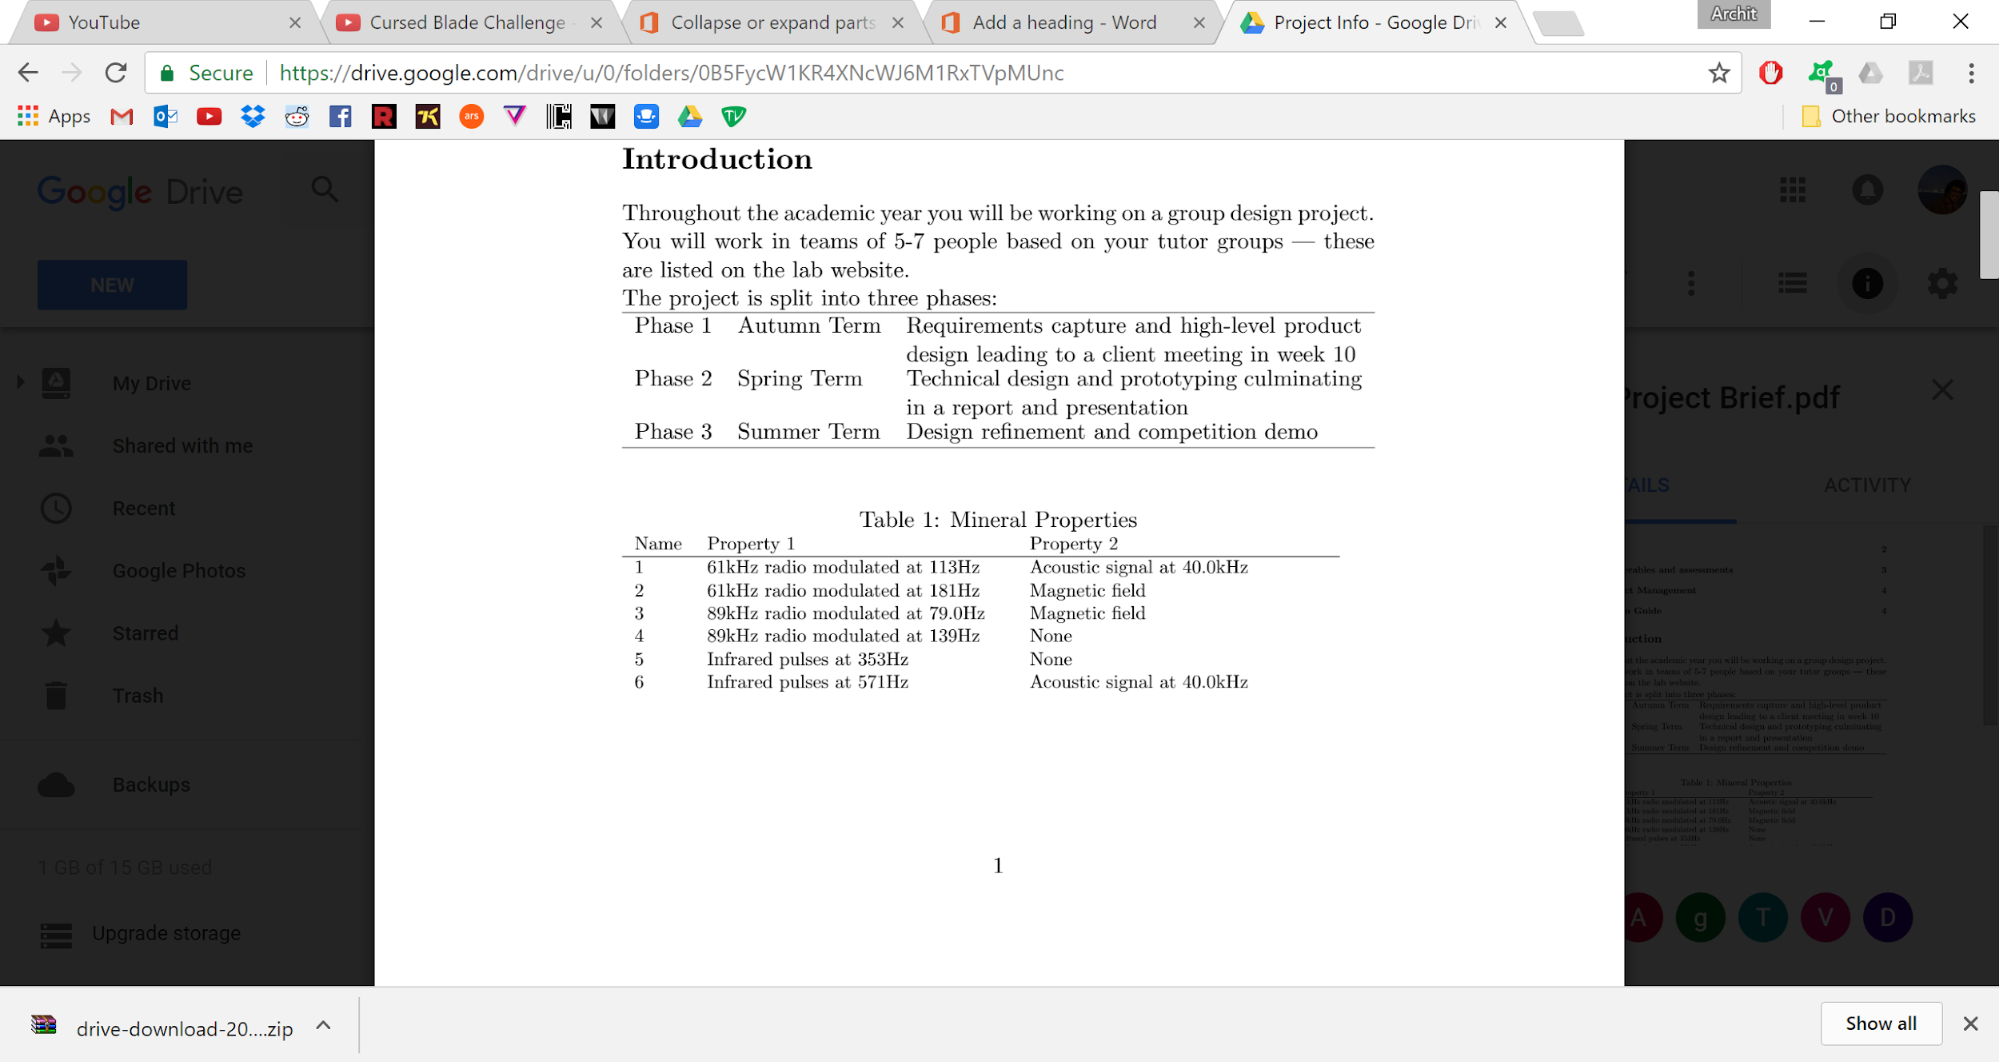 YouTube
Cursed Blade Challenge -
Collapse or expand parts
Add a heading - Word
Project Info - Google Dri
Archit
Secure
https://drive.google.com/drive/u/0/folders/0B5FycW1KR4XNcWJ6M1RxTVpMUnc
0
Apps
ars
Other bookmarks
Google Drive
NEW
My Drive
Shared with me
Recent
Google Photos
Starred
Trash
Backups
1 GB of 15 GB used
Upgrade storage
Introduction
Throughout the academic year you will be working on a group design project.
You will work in teams of 5-7 people based on your tutor groups — these
are listed on the lab website.
The project is split into three phases:
Phase 1 Autumn Term Requirements capture and high-level product
design leading to a client meeting in week 10
Phase 2 Spring Term Technical design and prototyping culminating
in a report and presentation
Phase 3 Summer Term Design refinement and competition demo
Table 1: Mineral Properties
Name Property 1 Property 2
1 61kHz radio modulated at 113Hz Acoustic signal at 40.0kHz
2 61kHz radio modulated at 181Hz Magnetic field
3 89kHz radio modulated at 79.0Hz Magnetic field
4 89kHz radio modulated at 139Hz None
5 Infrared pulses at 353Hz None
6 Infrared pulses at 571Hz Acoustic signal at 40.0kHz
1
Project Brief.pdf
AILS
ACTIVITY
A g T V D
drive-download-20....zip
Show all